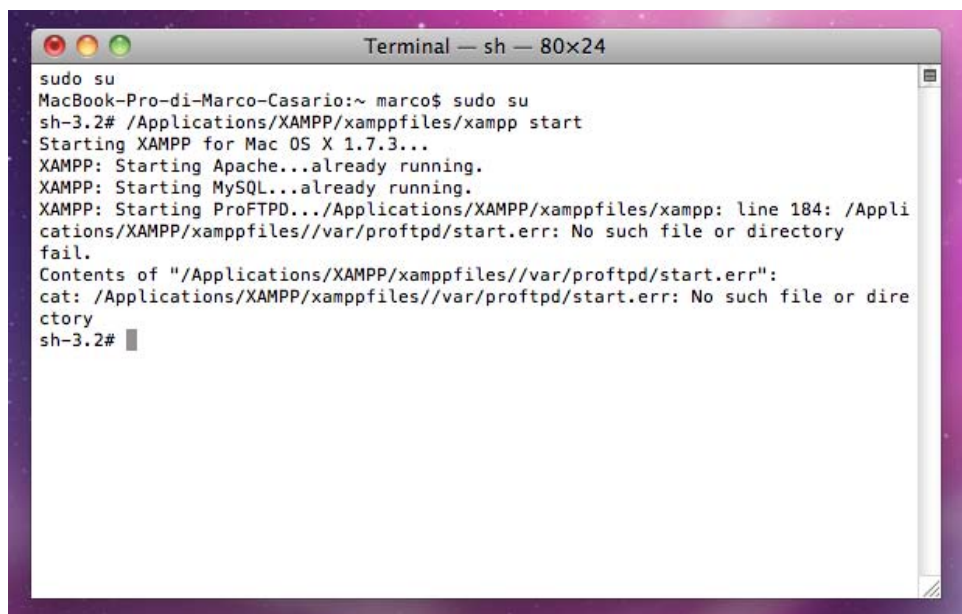 Terminal — sh — 80×24
sudo su
MacBook-Pro-di-Marco-Casario:~ marco$ sudo su
sh-3.2# /Applications/XAMPP/xamppfiles/xampp start
Starting XAMPP for Mac OS X 1.7.3...
XAMPP: Starting Apache...already running.
XAMPP: Starting MySQL...already running.
XAMPP: Starting ProFTPD.../Applications/XAMPP/xamppfiles/xampp: line 184: /Appli
cations/XAMPP/xamppfiles//var/proftpd/start.err: No such file or directory
fail.
Contents of "/Applications/XAMPP/xamppfiles//var/proftpd/start.err":
cat: /Applications/XAMPP/xamppfiles//var/proftpd/start.err: No such file or dire
ctory
sh-3.2#